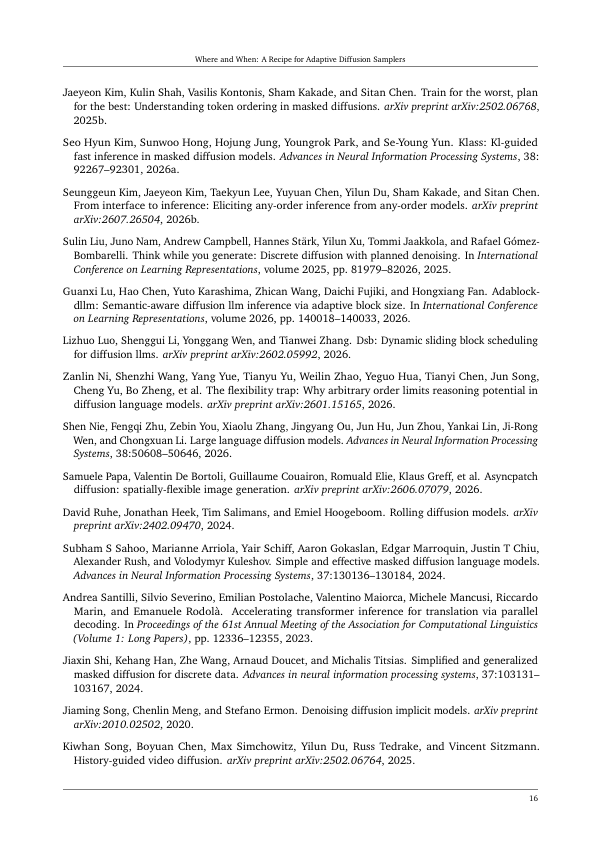 Where and When: A Recipe for Adaptive Diffusion Samplers
Jaeyeon Kim, Kulin Shah, Vasilis Kontonis, Sham Kakade, and Sitan Chen. Train for the worst, plan
for the best: Understanding token ordering in masked diffusions. arXiv preprint arXiv:2502.06768,
2025b.
Seo Hyun Kim, Sunwoo Hong, Hojung Jung, Youngrok Park, and Se-Young Yun. Klass: Kl-guided
fast inference in masked diffusion models. Advances in Neural Information Processing Systems, 38:
92267–92301, 2026a.
Seunggeun Kim, Jaeyeon Kim, Taekyun Lee, Yuyuan Chen, Yilun Du, Sham Kakade, and Sitan Chen.
From interface to inference: Eliciting any-order inference from any-order models. arXiv preprint
arXiv:2607.26504, 2026b.
Sulin Liu, Juno Nam, Andrew Campbell, Hannes Stärk, Yilun Xu, Tommi Jaakkola, and Rafael Gómez-
Bombarelli. Think while you generate: Discrete diffusion with planned denoising. In International
Conference on Learning Representations, volume 2025, pp. 81979–82026, 2025.
Guanxi Lu, Hao Chen, Yuto Karashima, Zhican Wang, Daichi Fujiki, and Hongxiang Fan. Adablock-
dllm: Semantic-aware diffusion llm inference via adaptive block size. In International Conference
on Learning Representations, volume 2026, pp. 140018–140033, 2026.
Lizhuo Luo, Shenggui Li, Yonggang Wen, and Tianwei Zhang. Dsb: Dynamic sliding block scheduling
for diffusion llms. arXiv preprint arXiv:2602.05992, 2026.
Zanlin Ni, Shenzhi Wang, Yang Yue, Tianyu Yu, Weilin Zhao, Yeguo Hua, Tianyi Chen, Jun Song,
Cheng Yu, Bo Zheng, et al. The flexibility trap: Why arbitrary order limits reasoning potential in
diffusion language models. arXiv preprint arXiv:2601.15165, 2026.
Shen Nie, Fengqi Zhu, Zebin You, Xiaolu Zhang, Jingyang Ou, Jun Hu, Jun Zhou, Yankai Lin, Ji-Rong
Wen, and Chongxuan Li. Large language diffusion models. Advances in Neural Information Processing
Systems, 38:50608–50646, 2026.
Samuele Papa, Valentin De Bortoli, Guillaume Couairon, Romuald Elie, Klaus Greff, et al. Asyncpatch
diffusion: spatially-flexible image generation. arXiv preprint arXiv:2606.07079, 2026.
David Ruhe, Jonathan Heek, Tim Salimans, and Emiel Hoogeboom. Rolling diffusion models. arXiv
preprint arXiv:2402.09470, 2024.
Subham S Sahoo, Marianne Arriola, Yair Schiff, Aaron Gokaslan, Edgar Marroquin, Justin T Chiu,
Alexander Rush, and Volodymyr Kuleshov. Simple and effective masked diffusion language models.
Advances in Neural Information Processing Systems, 37:130136–130184, 2024.
Andrea Santilli, Silvio Severino, Emilian Postolache, Valentino Maiorca, Michele Mancusi, Riccardo
Marin, and Emanuele Rodolà. Accelerating transformer inference for translation via parallel
decoding. In Proceedings of the 61st Annual Meeting of the Association for Computational Linguistics
(Volume 1: Long Papers), pp. 12336–12355, 2023.
Jiaxin Shi, Kehang Han, Zhe Wang, Arnaud Doucet, and Michalis Titsias. Simplified and generalized
masked diffusion for discrete data. Advances in neural information processing systems, 37:103131–
103167, 2024.
Jiaming Song, Chenlin Meng, and Stefano Ermon. Denoising diffusion implicit models. arXiv preprint
arXiv:2010.02502, 2020.
Kiwhan Song, Boyuan Chen, Max Simchowitz, Yilun Du, Russ Tedrake, and Vincent Sitzmann.
History-guided video diffusion. arXiv preprint arXiv:2502.06764, 2025.
16